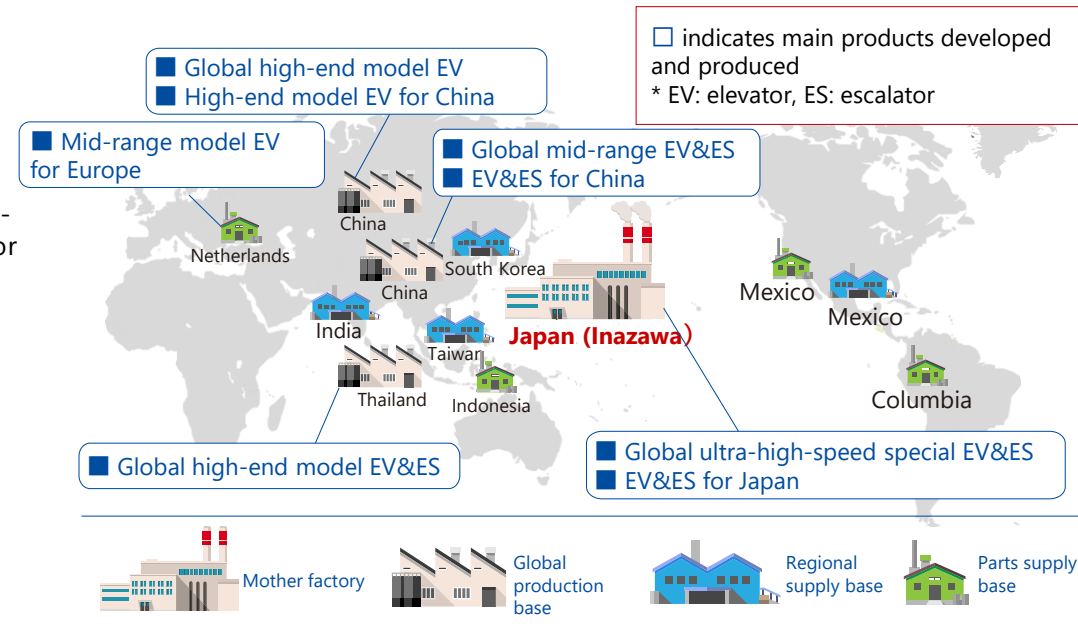 □ indicates main products developed
and produced
* EV: elevator, ES: escalator
■ Global high-end model EV
■ High-end model EV for China
■ Mid-range model EV
for Europe
■ Global mid-range EV&ES
■ EV&ES for China
-
or
China
Netherlands
South Korea
China
Mexico
India
Mexico
Taiwan
Japan (Inazawa)
Thailand
Indonesia
Columbia
■ Global high-end model EV&ES
■ Global ultra-high-speed special EV&ES
■ EV&ES for Japan
Mother factory
Global
production
base
Regional
supply base
Parts supply
base